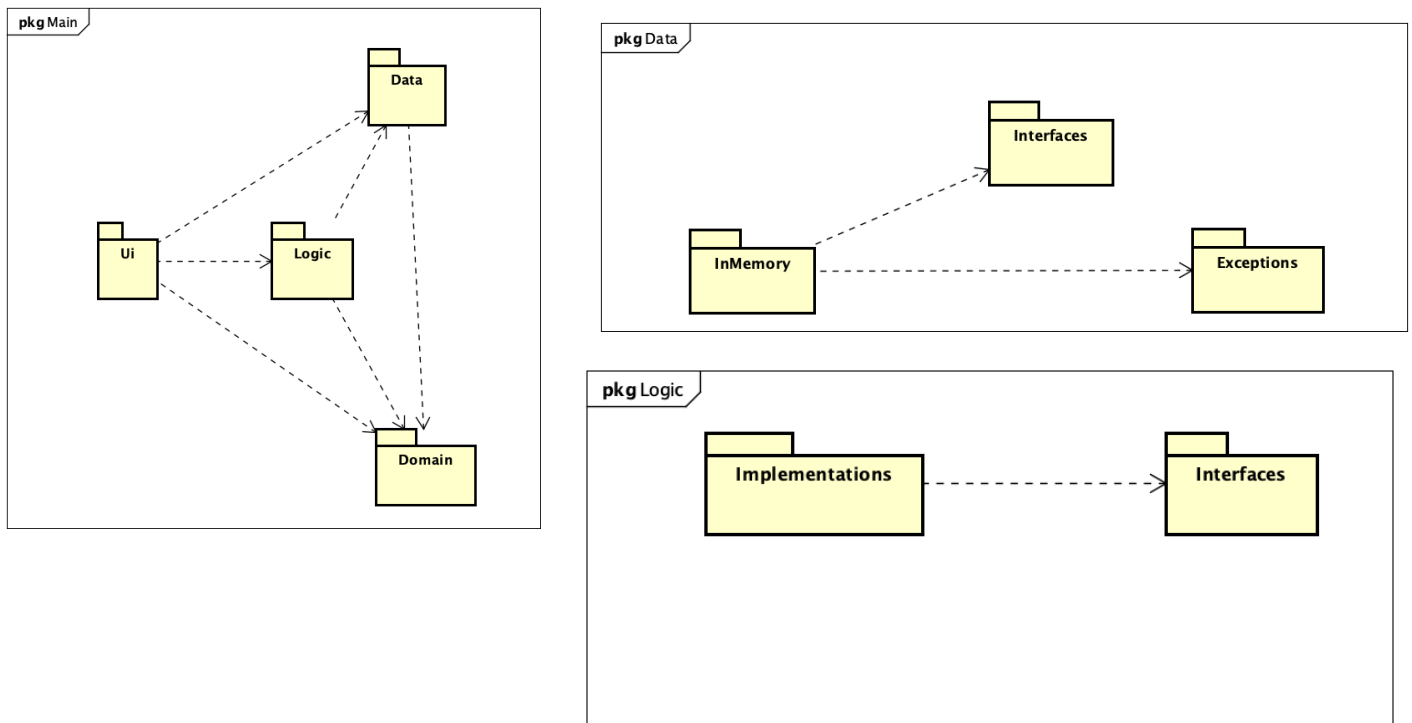 pkg Main
Data
Ui
Logic
Domain
pkg Data
Interfaces
InMemory
Exceptions
pkg Logic
Implementations
Interfaces